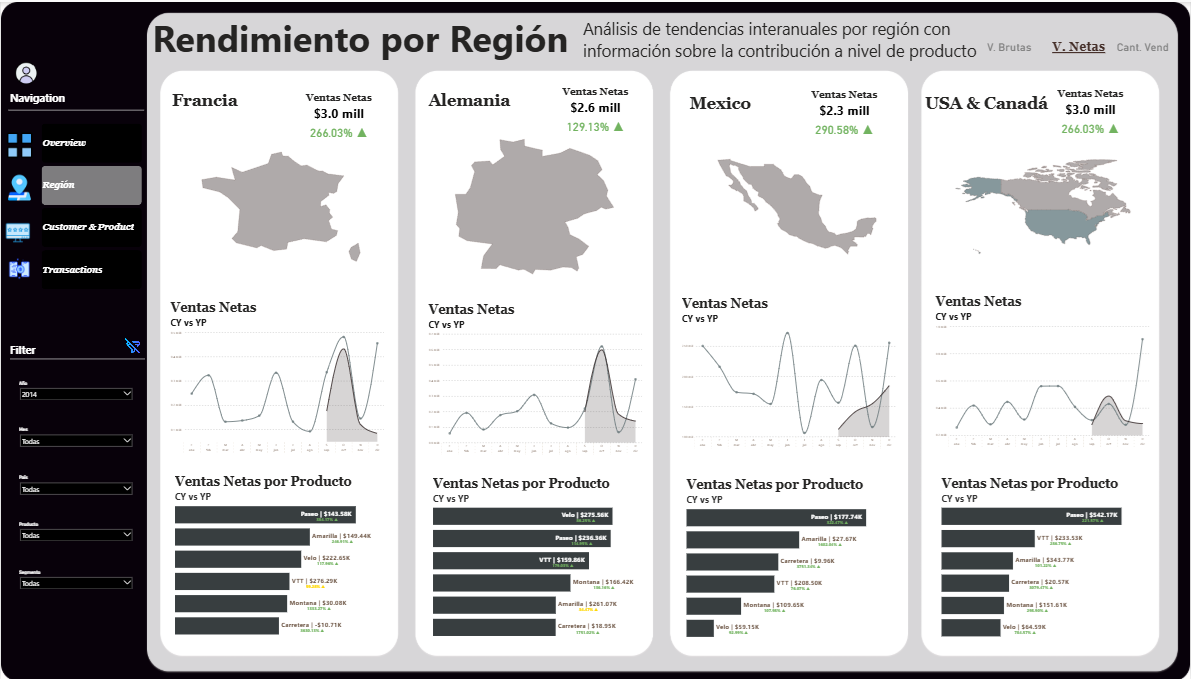 Rendimiento por Región
Análisis de tendencias interanuales por región con
información sobre la contribución a nivel de producto
V. Brutas
V. Netas
Cant. Vend
Navigation
Overview
Región
Customer & Product
Transactions
Filter
Año
2014
Mes
Todas
País
Todas
Producto
Todas
Segmento
Todas
Francia
Ventas Netas
$3.0 mill
266.03% ▲
Ventas Netas
CY vs YP
Ventas Netas por Producto
CY vs YP
Paseo | $143.58K
Amarilla | $149.44K
Velo | $222.65K
VTT | $276.29K
Montana | $30.08K
Carretera | -$10.71K
Alemania
Ventas Netas
$2.6 mill
129.13% ▲
Ventas Netas
CY vs YP
Ventas Netas por Producto
CY vs YP
Velo | $275.56K
Paseo | $236.36K
VTT | $159.86K
Montana | $166.42K
Amarilla | $261.07K
Carretera | $18.95K
Mexico
Ventas Netas
$2.3 mill
290.58% ▲
Ventas Netas
CY vs YP
Ventas Netas por Producto
CY vs YP
Paseo | $177.74K
Amarilla | $27.67K
Carretera | $9.96K
VTT | $208.50K
Montana | $109.65K
Velo | $59.15K
USA & Canadá
Ventas Netas
$3.0 mill
266.03% ▲
Ventas Netas
CY vs YP
Ventas Netas por Producto
CY vs YP
Paseo | $542.17K
VTT | $233.53K
Amarilla | $343.77K
Carretera | $20.57K
Montana | $151.61K
Velo | $64.59K